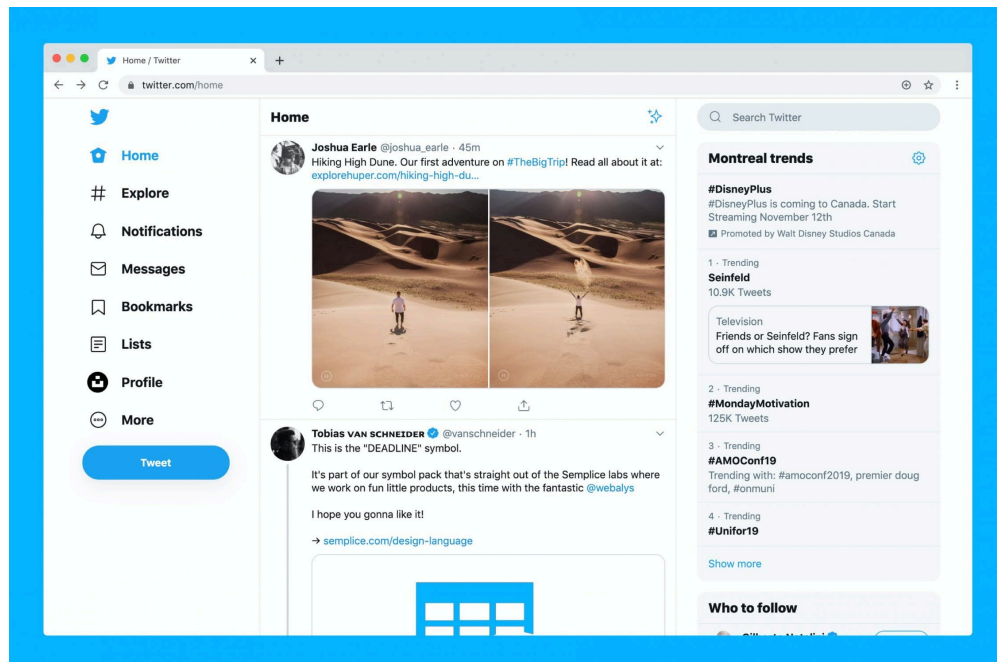 Home / Twitter
twitter.com/home
Home
Explore
Notifications
Messages
Bookmarks
Lists
Profile
More
Tweet
Home
Joshua Earle @joshua_earle · 45m
Hiking High Dune. Our first adventure on #TheBigTrip! Read all about it at:
explorehuper.com/hiking-high-du...
Tobias VAN SCHNEIDER @vanschneider · 1h
This is the "DEADLINE" symbol.
It's part of our symbol pack that's straight out of the Semplice labs where
we work on fun little products, this time with the fantastic @webalys
I hope you gonna like it!
→ semplice.com/design-language
Search Twitter
Montreal trends
#DisneyPlus
#DisneyPlus is coming to Canada. Start
Streaming November 12th
Promoted by Walt Disney Studios Canada
1 · Trending
Seinfeld
10.9K Tweets
Television
Friends or Seinfeld? Fans sign
off on which show they prefer
2 · Trending
#MondayMotivation
125K Tweets
3 · Trending
#AMOConf19
Trending with: #amoconf2019, premier doug
ford, #onmuni
4 · Trending
#Unifor19
Show more
Who to follow